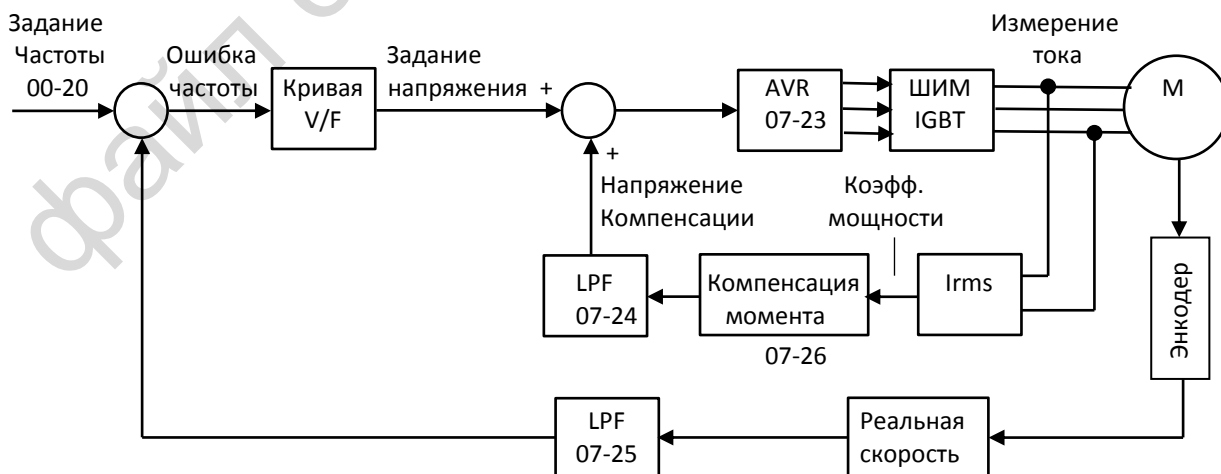 Задание
Частоты
00-20
Ошибка
частоты
Кривая
V/F
Задание
напряжения +
AVR
07-23
ШИМ
IGBT
Измерение
тока
M
+
Напряжение
Компенсации
Коэфф.
мощности
LPF
07-24
Компенсация
момента
07-26
Irms
Энкодер
LPF
07-25
Реальная
скорость
файл